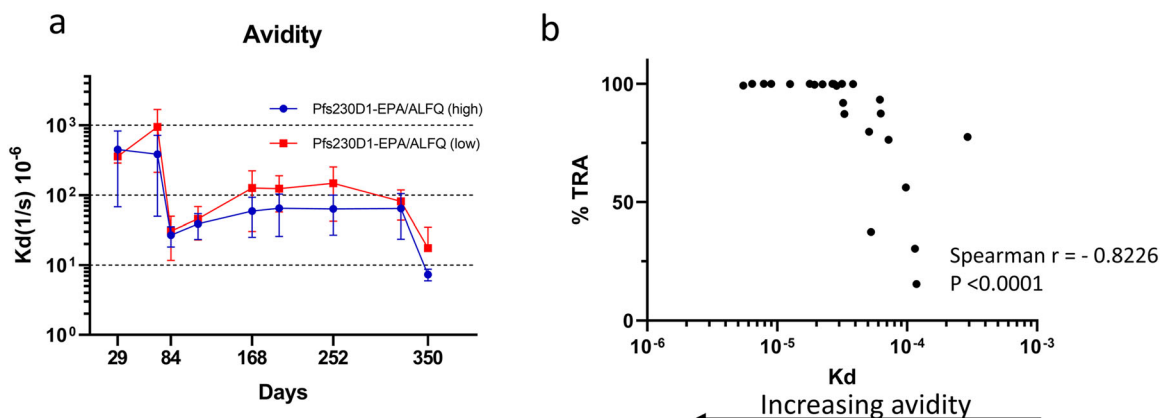 a
Avidity
Kd(1/s) 10-6
10³
10²
10¹
10⁰
Pfs230D1-EPA/ALFQ (high)
Pfs230D1-EPA/ALFQ (low)
29
84
168
252
350
Days
b
% TRA
100
50
0
Spearman r = - 0.8226
P <0.0001
10-6
10-5
10-4
10-3
Kd
Increasing avidity